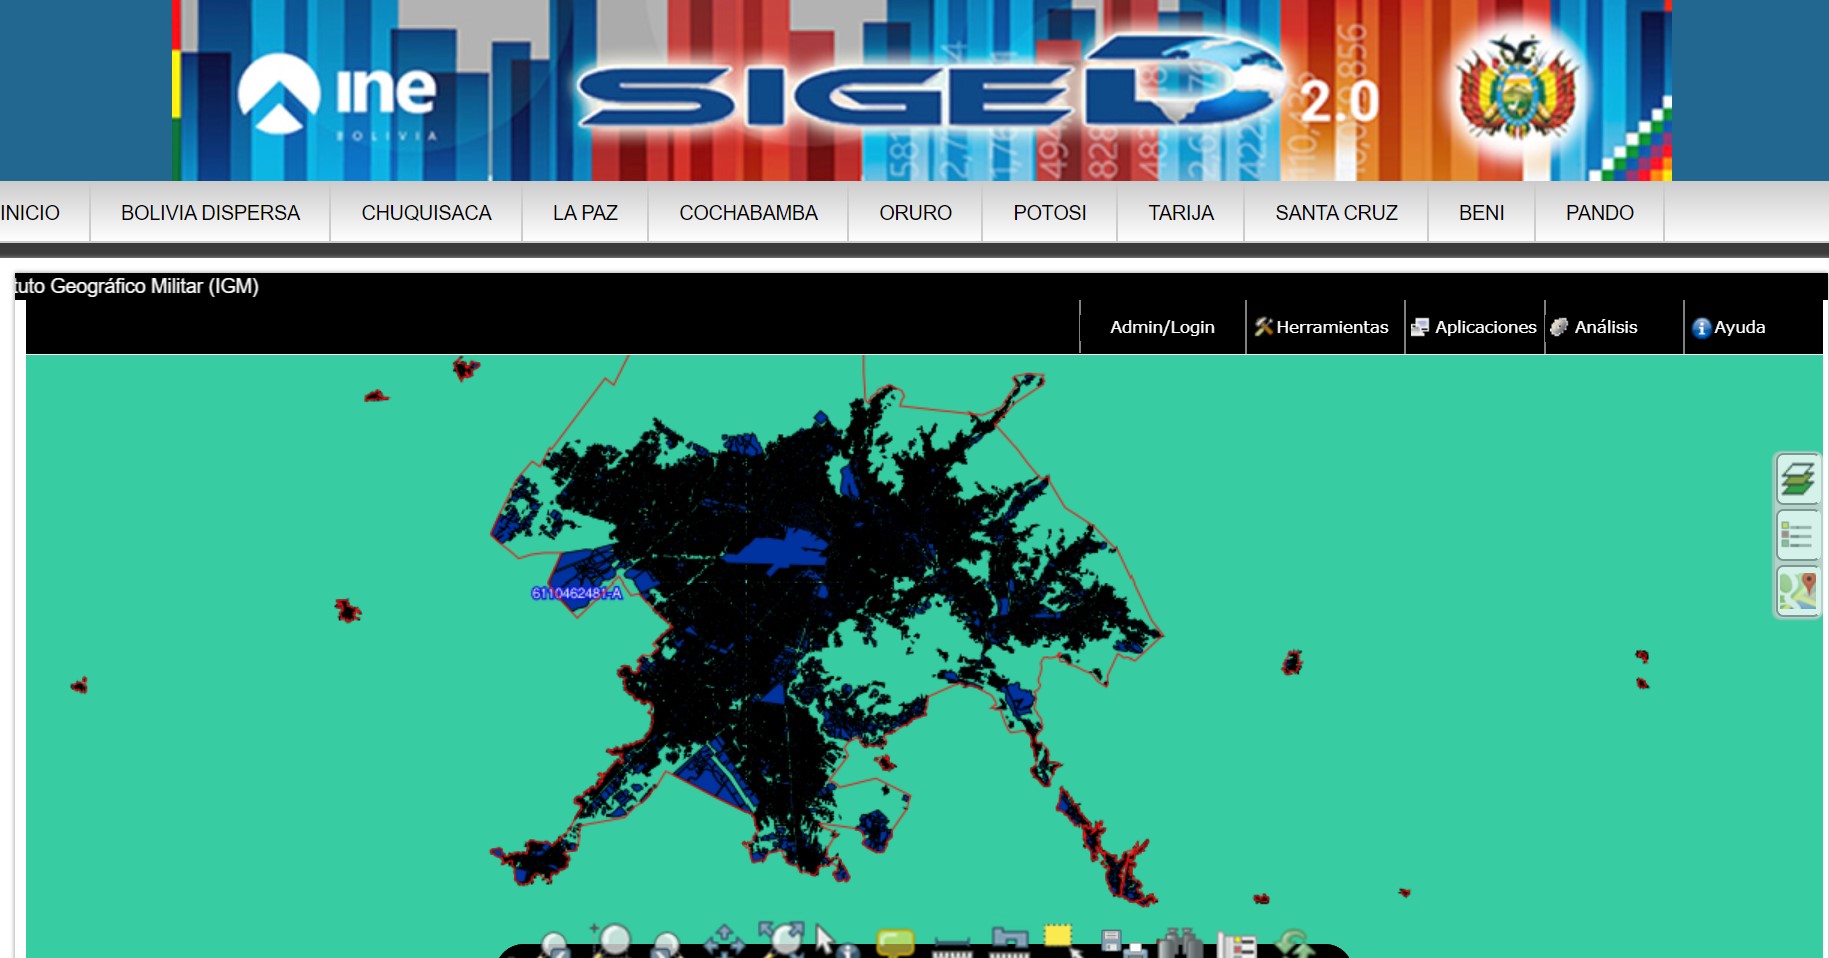 ine
BOLIVIA
SIGED
2.0
INICIO
BOLIVIA DISPERSA
CHUQUISACA
LA PAZ
COCHABAMBA
ORURO
POTOSI
TARIJA
SANTA CRUZ
BENI
PANDO
tuto Geográfico Militar (IGM)
Admin/Login
Herramientas
Aplicaciones
Análisis
Ayuda
6110462481-A